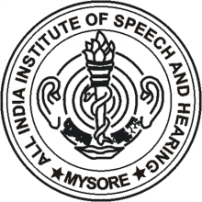 ALL INDIA INSTITUTE OF SPEECH AND HEARING
★ MYSORE ★